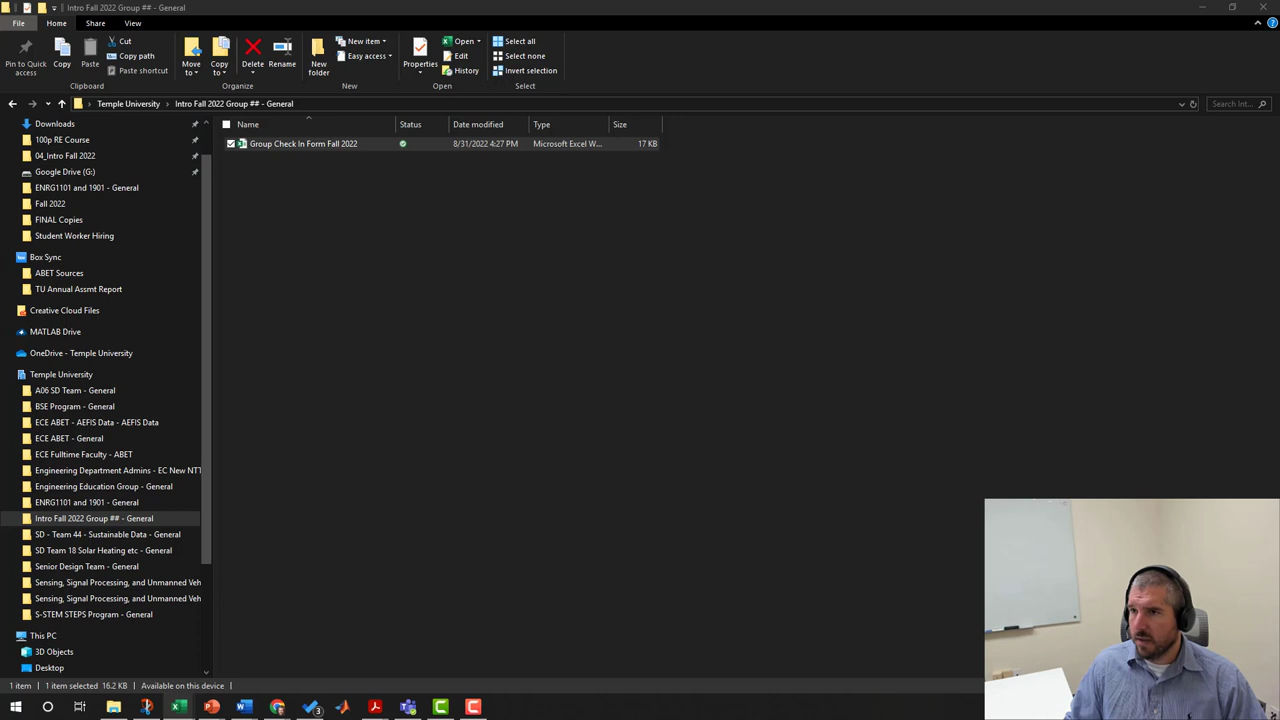 Intro Fall 2022 Group ## - General
File
Home
Share
View
Pin to Quick access
Copy
Paste
Cut
Copy path
Paste shortcut
Clipboard
Move to
Copy to
Delete
Rename
Organize
New folder
New item
Easy access
New
Properties
Open
Edit
History
Open
Select all
Select none
Invert selection
Select
Temple University > Intro Fall 2022 Group ## - General
Search Int...
Name
Status
Date modified
Type
Size
Group Check In Form Fall 2022
8/31/2022 4:27 PM
Microsoft Excel W...
17 KB
Downloads
100p RE Course
04_Intro Fall 2022
Google Drive (G:)
ENRG1101 and 1901 - General
Fall 2022
FINAL Copies
Student Worker Hiring
Box Sync
ABET Sources
TU Annual Assmt Report
Creative Cloud Files
MATLAB Drive
OneDrive - Temple University
Temple University
A06 SD Team - General
BSE Program - General
ECE ABET - AEFIS Data - AEFIS Data
ECE ABET - General
ECE Fulltime Faculty - ABET
Engineering Department Admins - EC New NTT
Engineering Education Group - General
ENRG1101 and 1901 - General
Intro Fall 2022 Group ## - General
SD - Team 44 - Sustainable Data - General
SD Team 18 Solar Heating etc - General
Senior Design Team - General
Sensing, Signal Processing, and Unmanned Veh
Sensing, Signal Processing, and Unmanned Veh
S-STEM STEPS Program - General
This PC
3D Objects
Desktop
1 item
1 item selected 16.2 KB
Available on this device
3